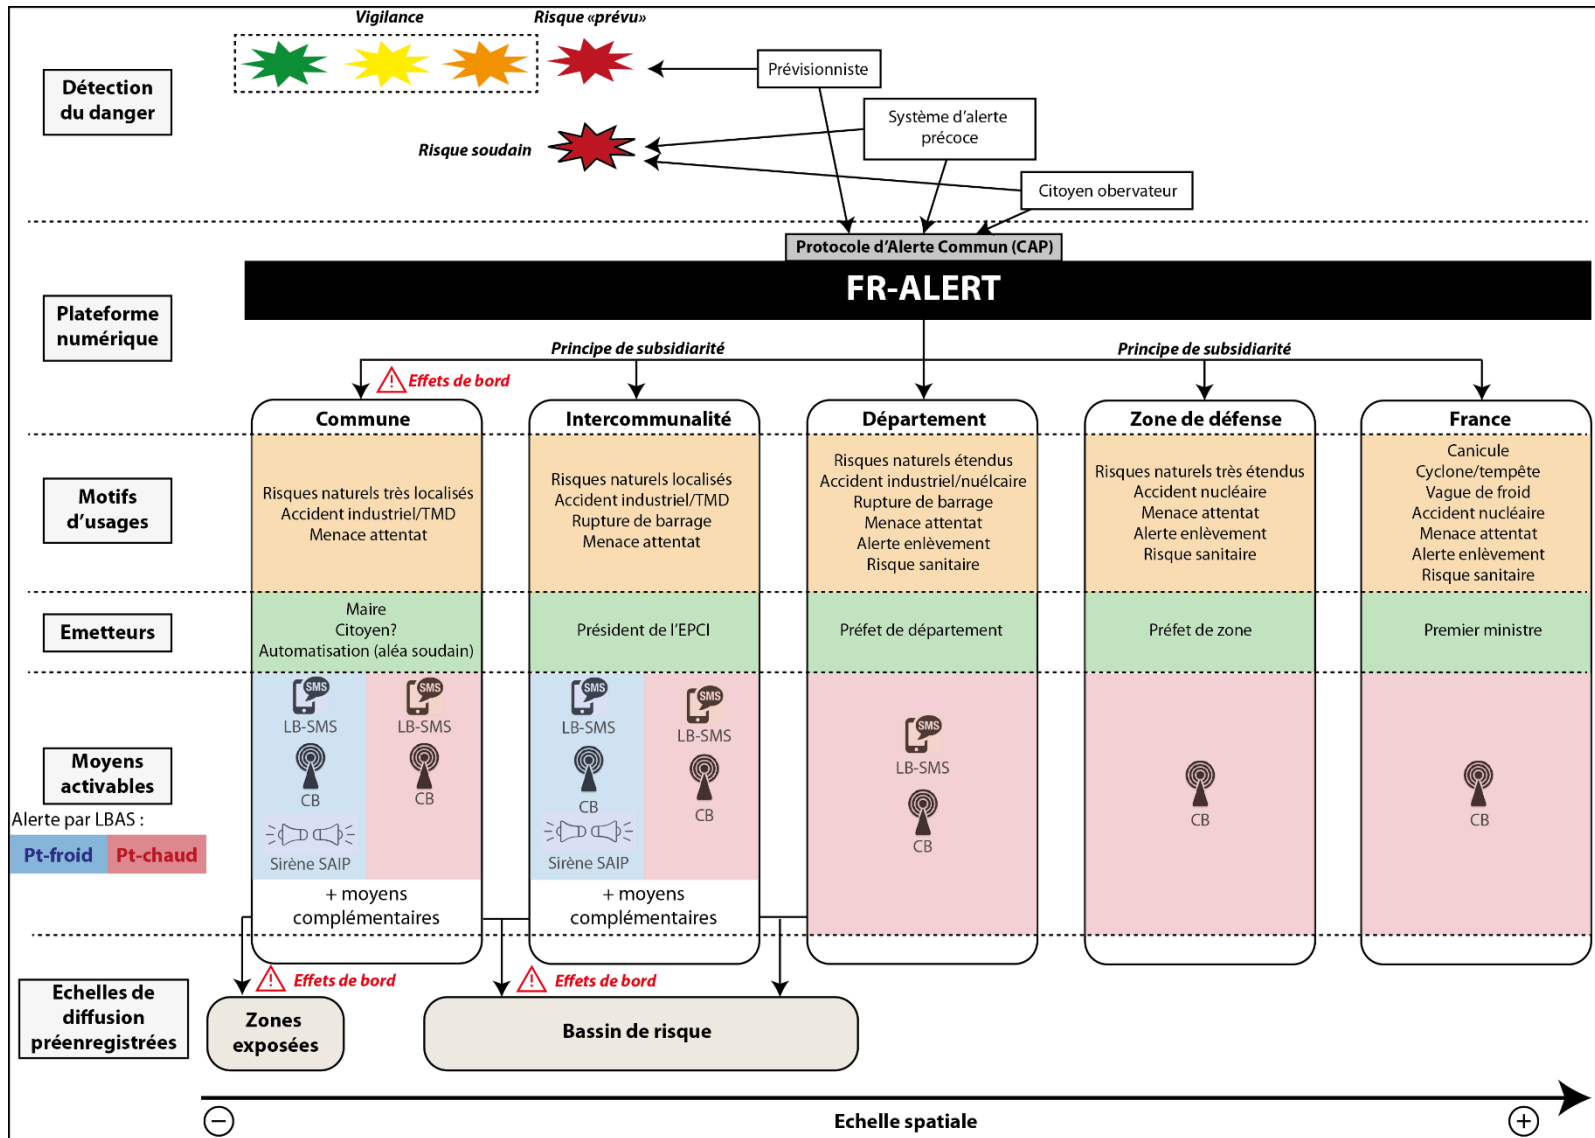 Vigilance
Risque «prévu»
Détection
du danger
Prévisionniste
Système d'alerte
précoce
Risque soudain
Citoyen obervateur
Protocole d'Alerte Commun (CAP)
FR-ALERT
Plateforme
numérique
Principe de subsidiarité
Principe de subsidiarité
Effets de bord
Commune
Intercommunalité
Département
Zone de défense
France
Motifs
d'usages
Risques naturels très localisés
Accident industriel/TMD
Menace attentat
Risques naturels localisés
Accident industriel/TMD
Rupture de barrage
Menace attentat
Risques naturels étendus
Accident industriel/nuélcaire
Rupture de barrage
Menace attentat
Alerte enlèvement
Risque sanitaire
Risques naturels très étendus
Accident nucléaire
Menace attentat
Alerte enlèvement
Risque sanitaire
Canicule
Cyclone/tempête
Vague de froid
Accident nucléaire
Menace attentat
Alerte enlèvement
Risque sanitaire
Emetteurs
Maire
Citoyen?
Automatisation (aléa soudain)
Président de l'EPCI
Préfet de département
Préfet de zone
Premier ministre
Moyens
activables
Alerte par LBAS :
Pt-froid
Pt-chaud
SMS
LB-SMS
CB
Sirène SAIP
SMS
LB-SMS
CB
+ moyens
complémentaires
SMS
LB-SMS
CB
Sirène SAIP
SMS
LB-SMS
CB
+ moyens
complémentaires
SMS
LB-SMS
CB
CB
CB
Echelles de
diffusion
préenregistrées
Effets de bord
Effets de bord
Zones
exposées
Bassin de risque
−
Echelle spatiale
+